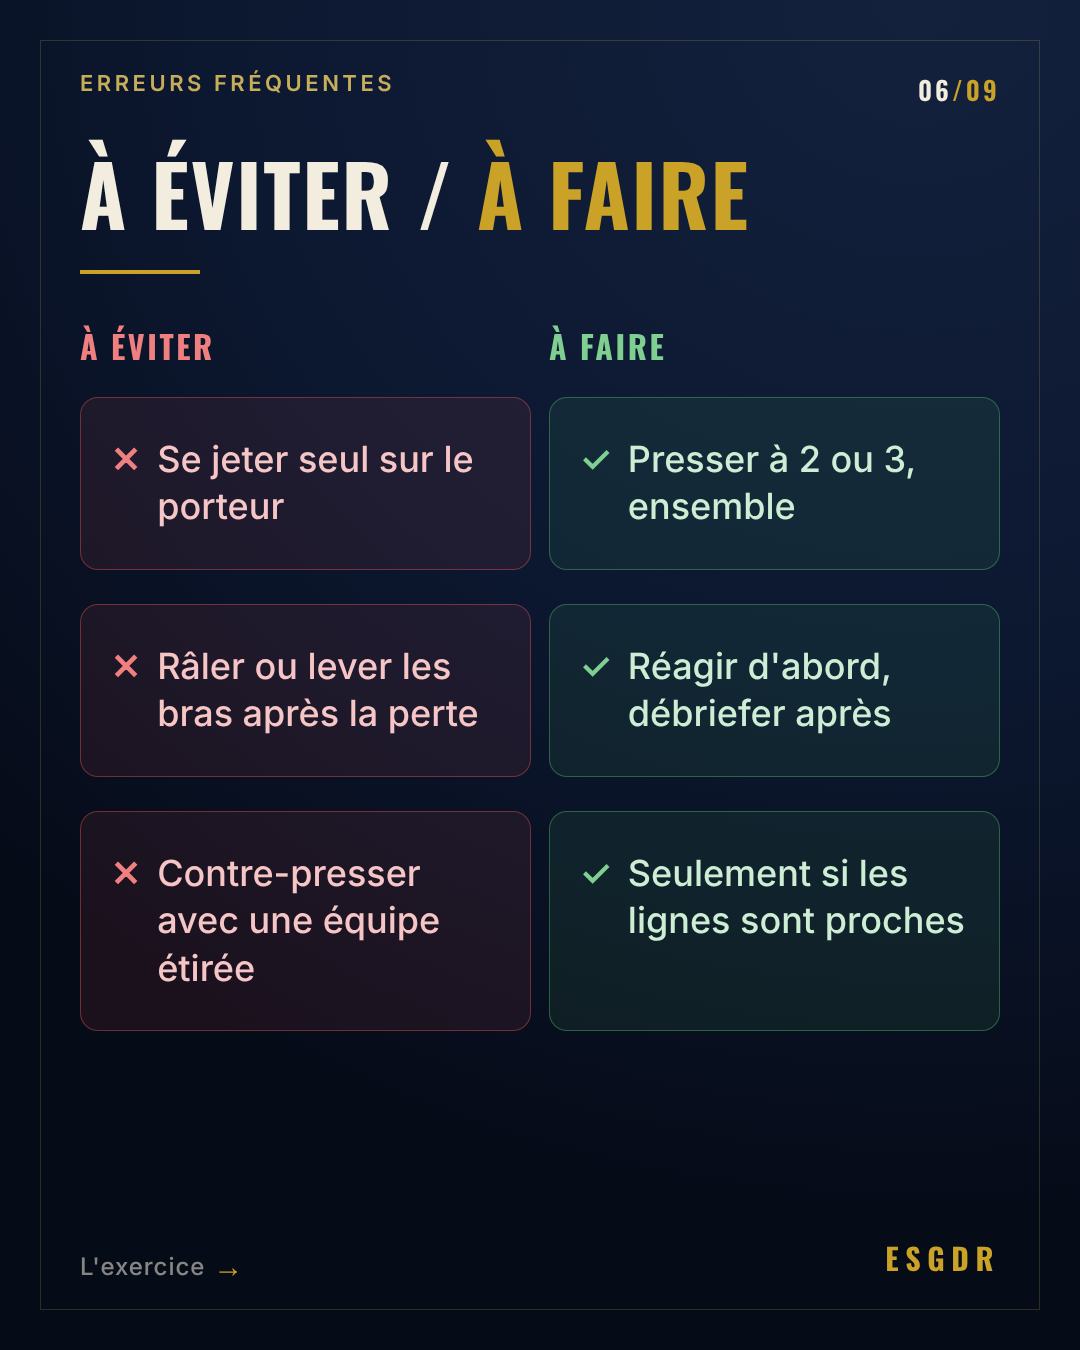 ERREURS FRÉQUENTES
06/09
À ÉVITER / À FAIRE
À ÉVITER
✕ Se jeter seul sur le
porteur
✕ Râler ou lever les
bras après la perte
✕ Contre-presser
avec une équipe
étirée
À FAIRE
✓ Presser à 2 ou 3,
ensemble
✓ Réagir d'abord,
débriefer après
✓ Seulement si les
lignes sont proches
L'exercice →
ESGDR